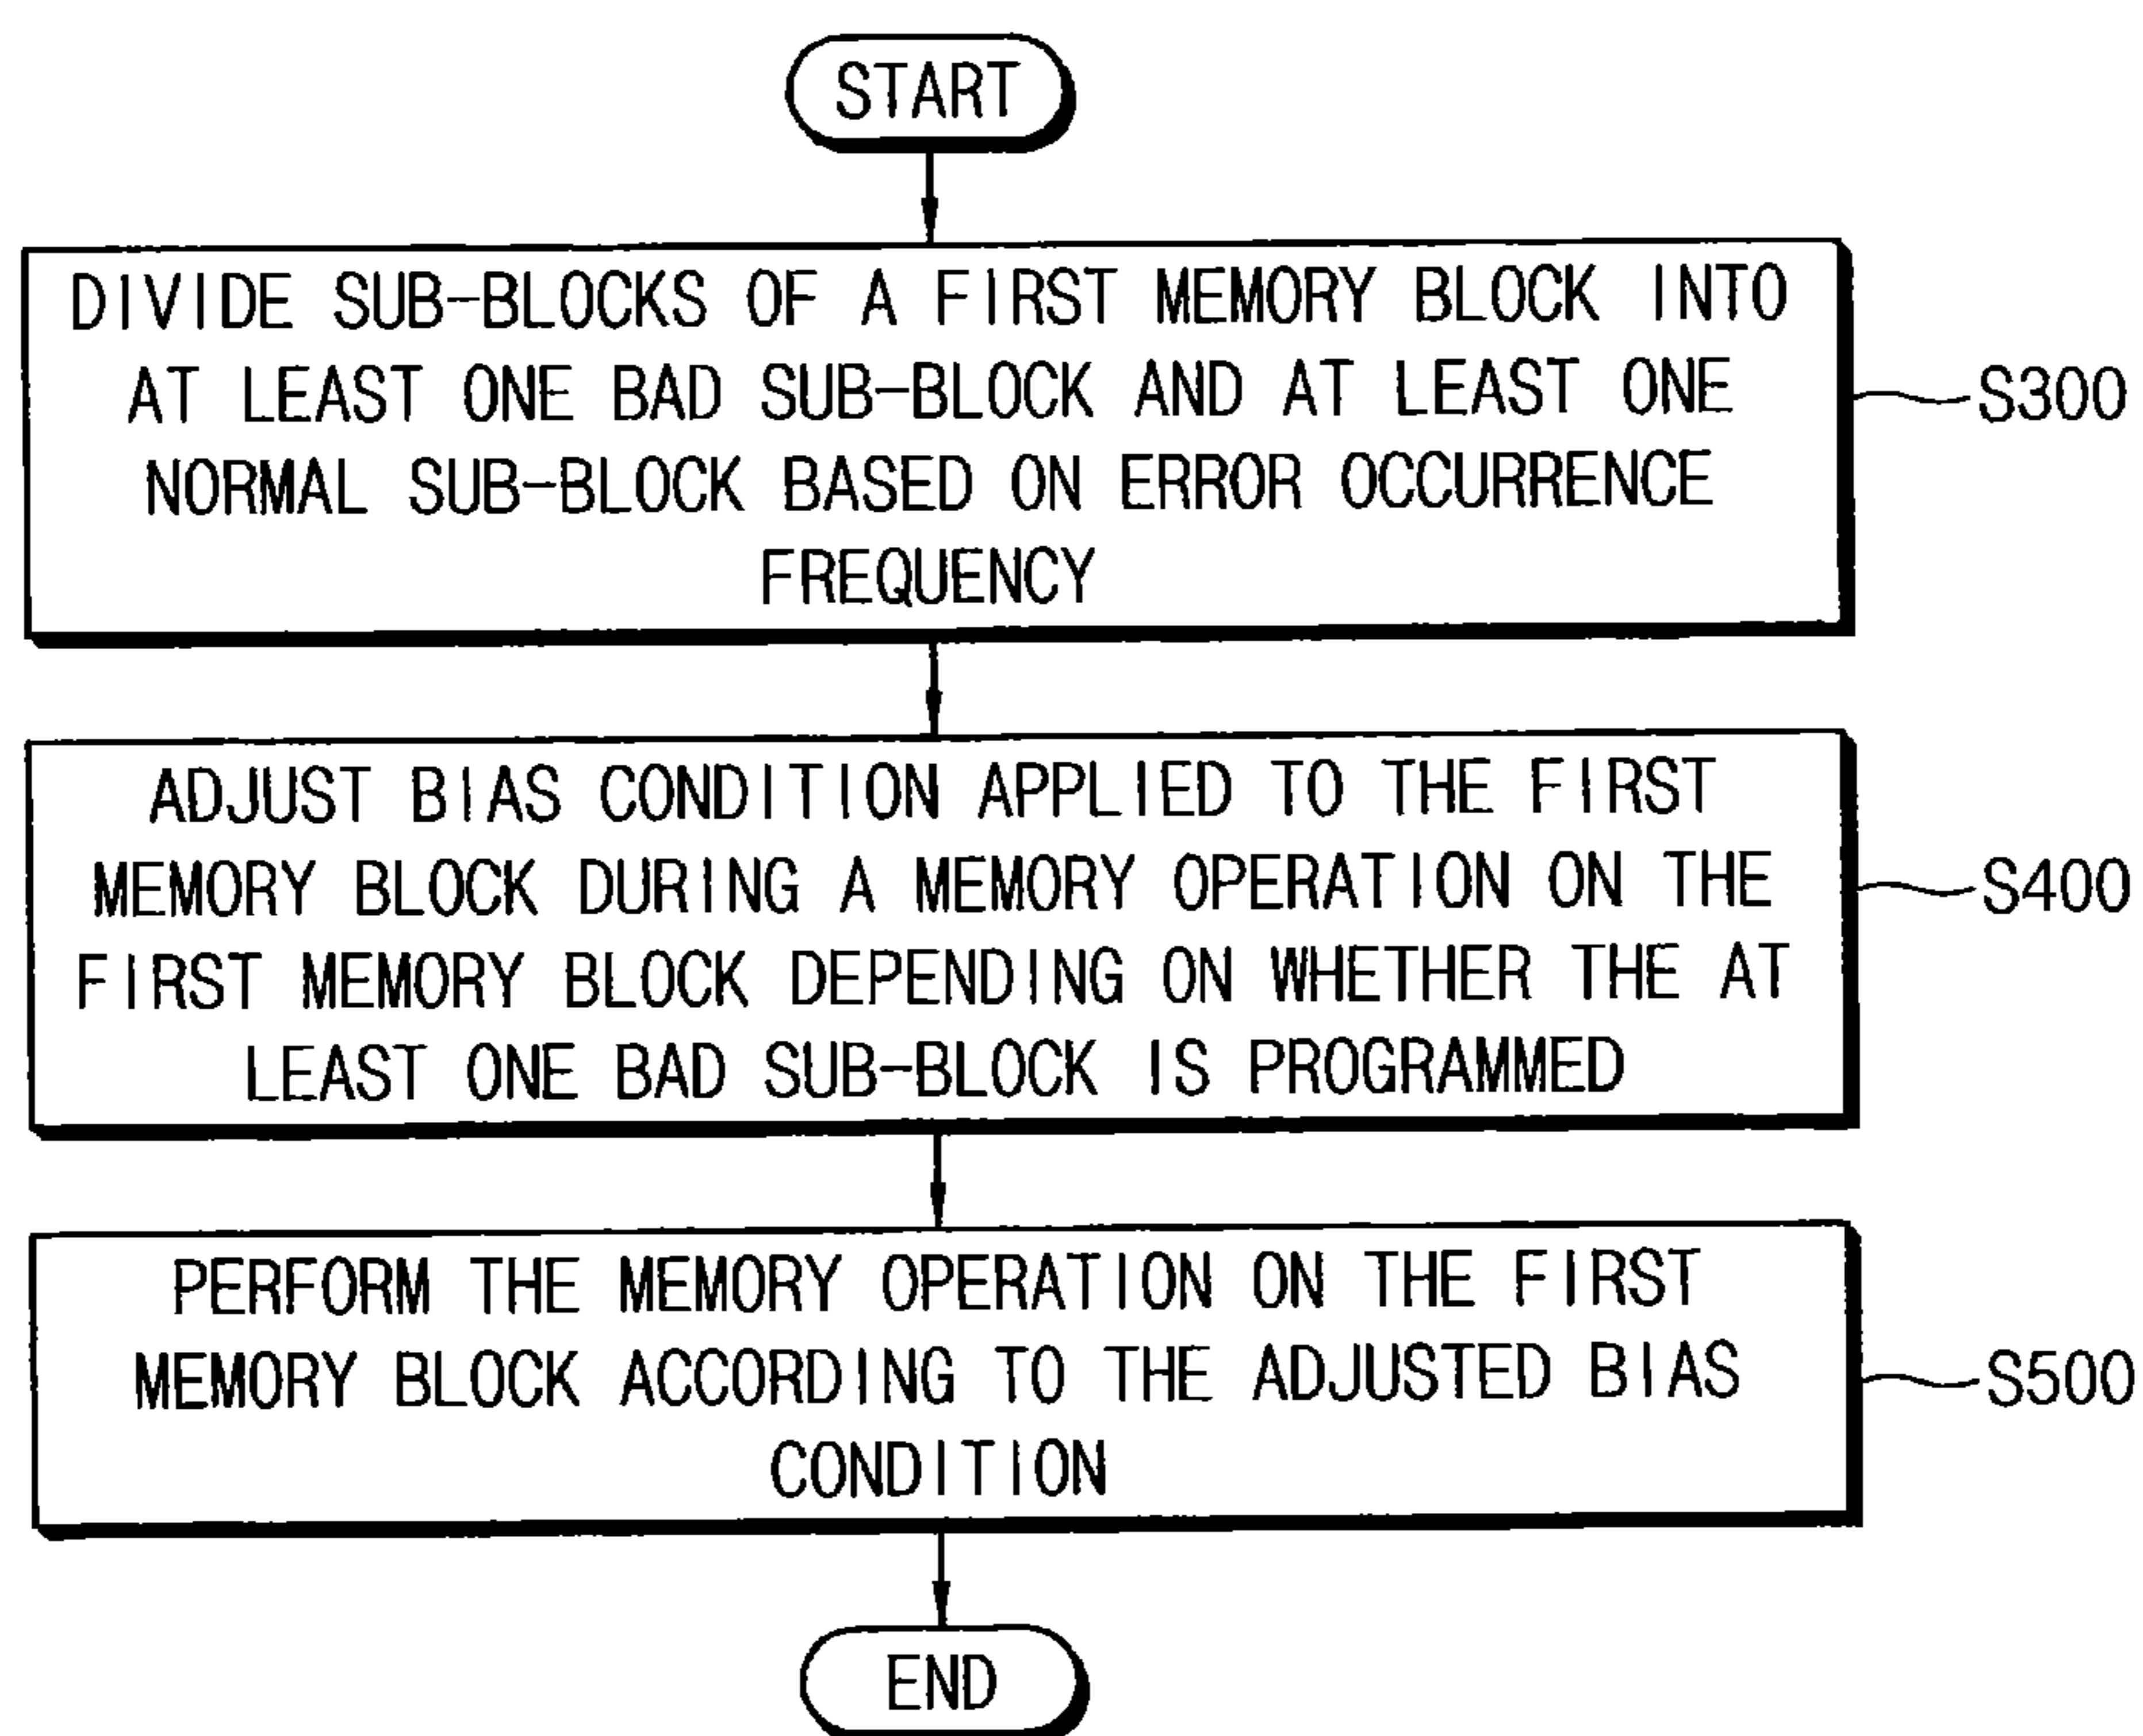 START
DIVIDE SUB-BLOCKS OF A FIRST MEMORY BLOCK INTO
AT LEAST ONE BAD SUB-BLOCK AND AT LEAST ONE
NORMAL SUB-BLOCK BASED ON ERROR OCCURRENCE
FREQUENCY
S300
ADJUST BIAS CONDITION APPLIED TO THE FIRST
MEMORY BLOCK DURING A MEMORY OPERATION ON THE
FIRST MEMORY BLOCK DEPENDING ON WHETHER THE AT
LEAST ONE BAD SUB-BLOCK IS PROGRAMMED
S400
PERFORM THE MEMORY OPERATION ON THE FIRST
MEMORY BLOCK ACCORDING TO THE ADJUSTED BIAS
CONDITION
S500
END